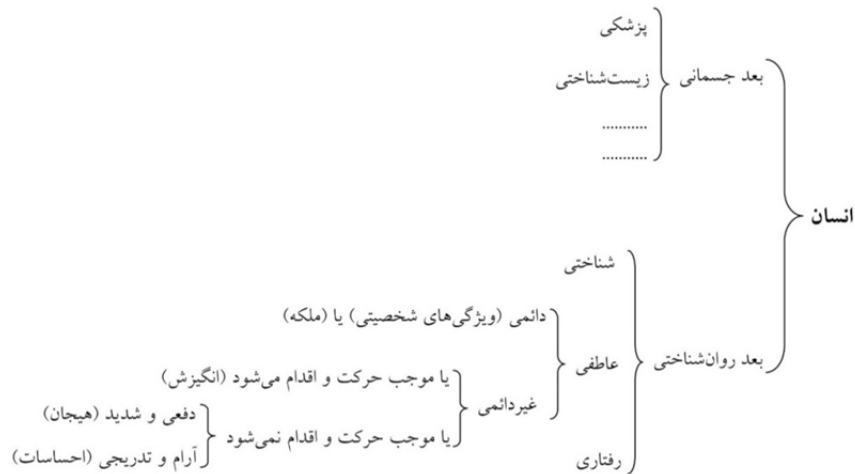 پزشکی
بعد جسمانی
زیست‌شناختی
...........
...........
انسان
شناختی
دائمی (ویژگی‌های شخصیتی) یا (ملکه)
بعد روان‌شناختی
عاطفی
یا موجب حرکت و اقدام می‌شود (انگیزش)
غیردائمی
دفعی و شدید (هیجان)
یا موجب حرکت و اقدام نمی‌شود
آرام و تدریجی (احساسات)
رفتاری